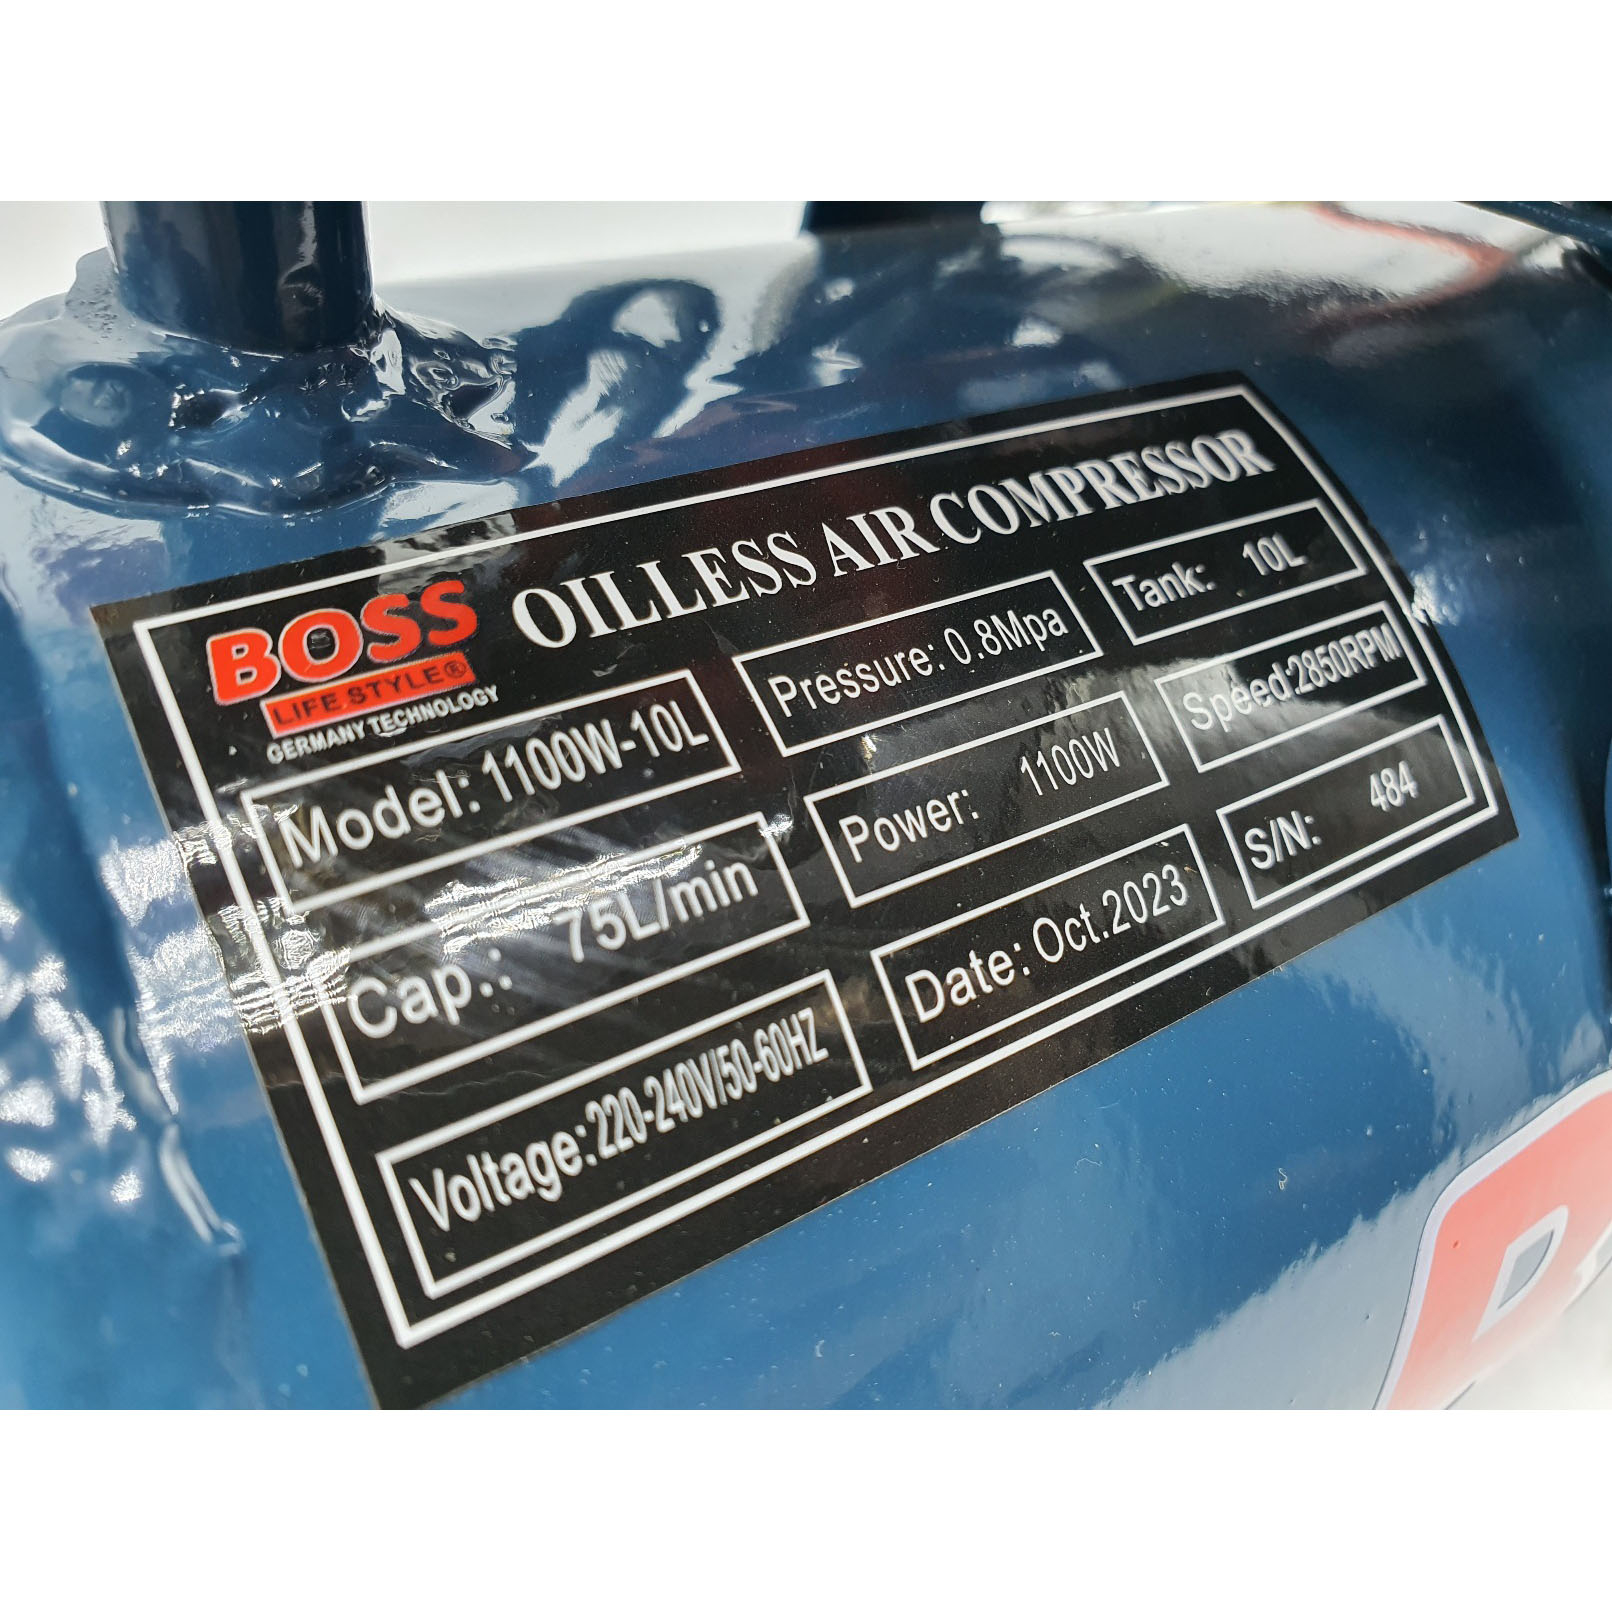 OILLESS AIR COMPRESSOR
BOSS
LIFE STYLE®
GERMANY TECHNOLOGY
Model: 1100W-10L
Pressure: 0.8Mpa
Tank: 10L
Cap.: 75L/min
Power: 1100W
Speed:2850RPM
Voltage:220-240V/50-60HZ
Date: Oct.2023
S/N: 484